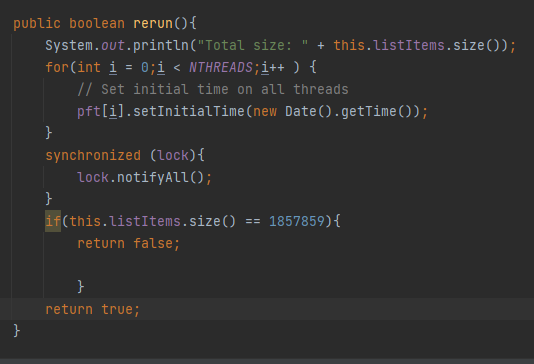 public boolean rerun(){
    System.out.println("Total size: " + this.listItems.size());
    for(int i = 0;i < NTHREADS;i++ ) {
        // Set initial time on all threads
        pft[i].setInitialTime(new Date().getTime());
    }
    synchronized (lock){
        lock.notifyAll();
    }
    if(this.listItems.size() == 1857859){
        return false;

        }
    return true;
}